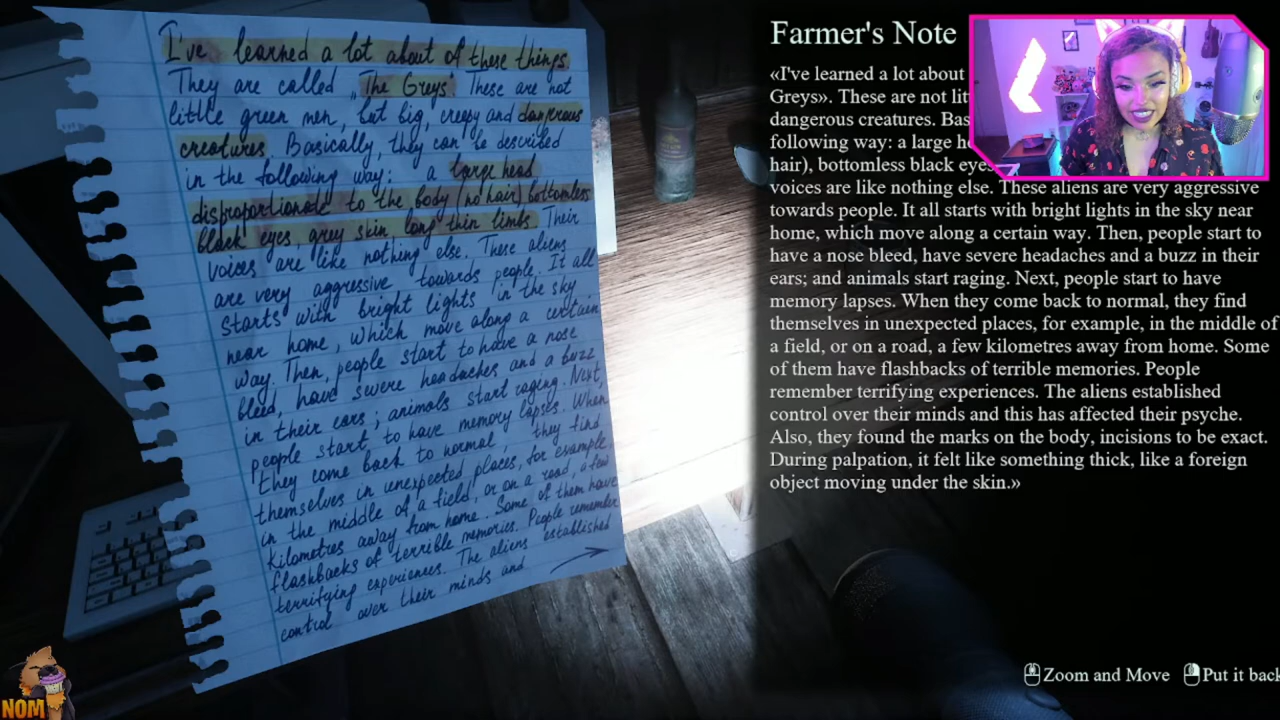 I've learned a lot about of these things.
They are called „The Greys" These are not
little green men, but big, creepy and dangerous
creatures Basically, they can be described
in the following way: a large head
disproportionate to the body (no hair), bottomless
black eyes, grey skin long thin limbs Their
voices are like nothing else. These aliens
are very aggressive towards people. It all
starts with bright lights in the sky
near home, which move along a certain
way. Then, people start to have a nose
bleed, have severe headaches and a buzz
in their ears; animals start raging. Next,
people start to have memory lapses. When
they come back to normal, they find
themselves in unexpected places, for example
in the middle of a field, or on a road, a few
kilometres away from home. Some of them have
flashbacks of terrible memories. People remember
terrifying experiences. The aliens established
control over their minds and
Farmer's Note
«I've learned a lot about
Greys». These are not
dangerous creatures.
following way: a large
hair), bottomless black eyes
voices are like nothing else. These aliens are very aggressive
towards people. It all starts with bright lights in the sky near
home, which move along a certain way. Then, people start to
have a nose bleed, have severe headaches and a buzz in their
ears; and animals start raging. Next, people start to have
memory lapses. When they come back to normal, they find
themselves in unexpected places, for example, in the middle of
a field, or on a road, a few kilometres away from home. Some
of them have flashbacks of terrible memories. People
remember terrifying experiences. The aliens established
control over their minds and this has affected their psyche.
Also, they found the marks on the body, incisions to be exact.
During palpation, it felt like something thick, like a foreign
object moving under the skin.»
Zoom and Move Put it back
NOM